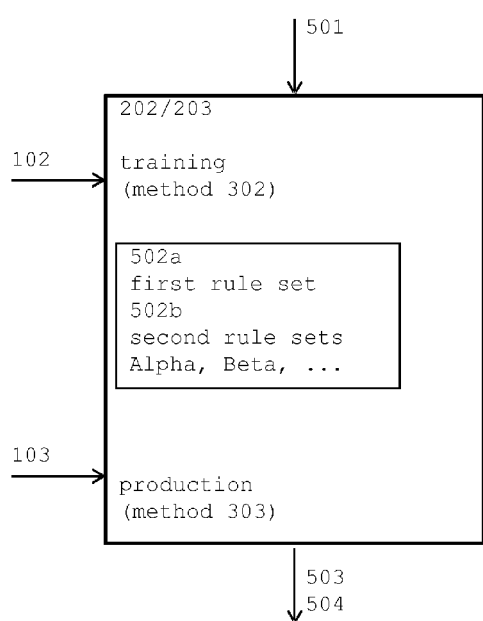 501
202/203
102
training
(method 302)
502a
first rule set
502b
second rule sets
Alpha, Beta, ...
103
production
(method 303)
503
504